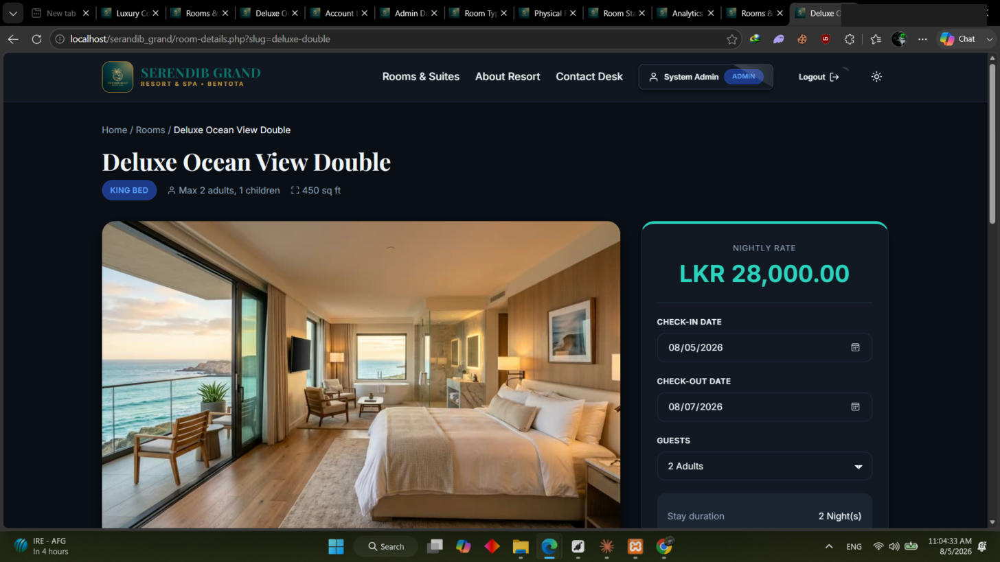 New tab
Luxury Co
Rooms &
Deluxe O
Account
Admin Da
Room Typ
Physical
Room Sta
Analytics
Rooms &
Deluxe O
localhost/serandib_grand/room-details.php?slug=deluxe-double
Chat
SERENDIB GRAND
RESORT & SPA • BENTOTA
Rooms & Suites
About Resort
Contact Desk
System Admin
ADMIN
Logout
Home / Rooms / Deluxe Ocean View Double
Deluxe Ocean View Double
KING BED
Max 2 adults, 1 children
450 sq ft
NIGHTLY RATE
LKR 28,000.00
CHECK-IN DATE
08/05/2026
CHECK-OUT DATE
08/07/2026
GUESTS
2 Adults
Stay duration
2 Night(s)
IRE - AFG
In 4 hours
Search
ENG
11:04:33 AM
8/5/2026